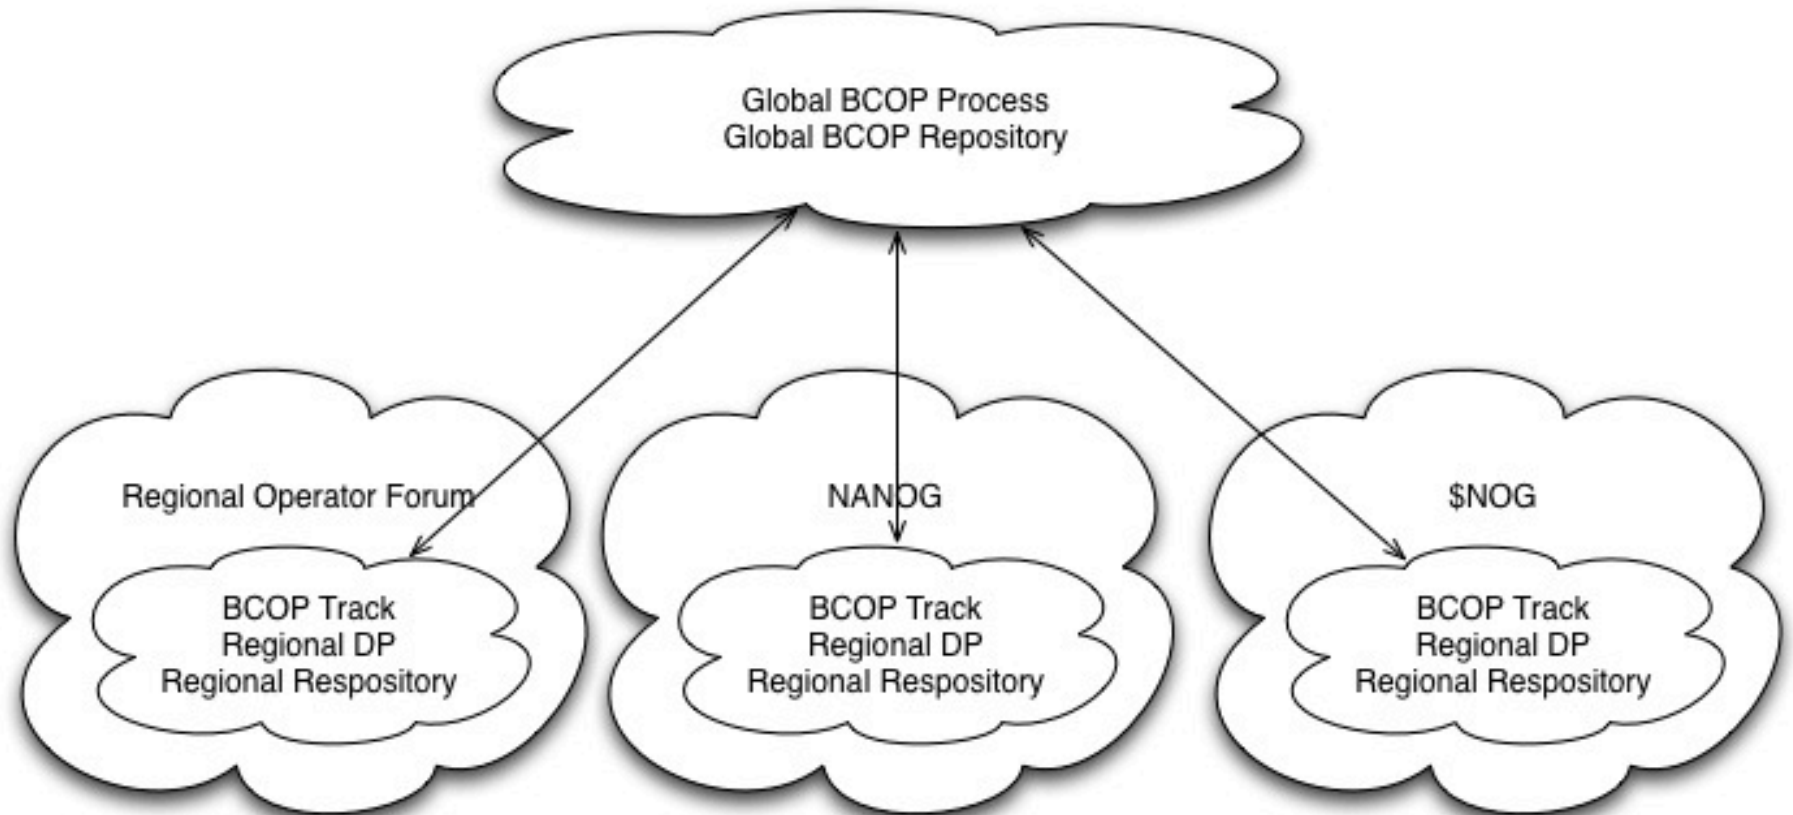 Global BCOP Process
Global BCOP Repository
Regional Operator Forum
BCOP Track
Regional DP
Regional Respository
NANOG
BCOP Track
Regional DP
Regional Respository
$NOG
BCOP Track
Regional DP
Regional Respository